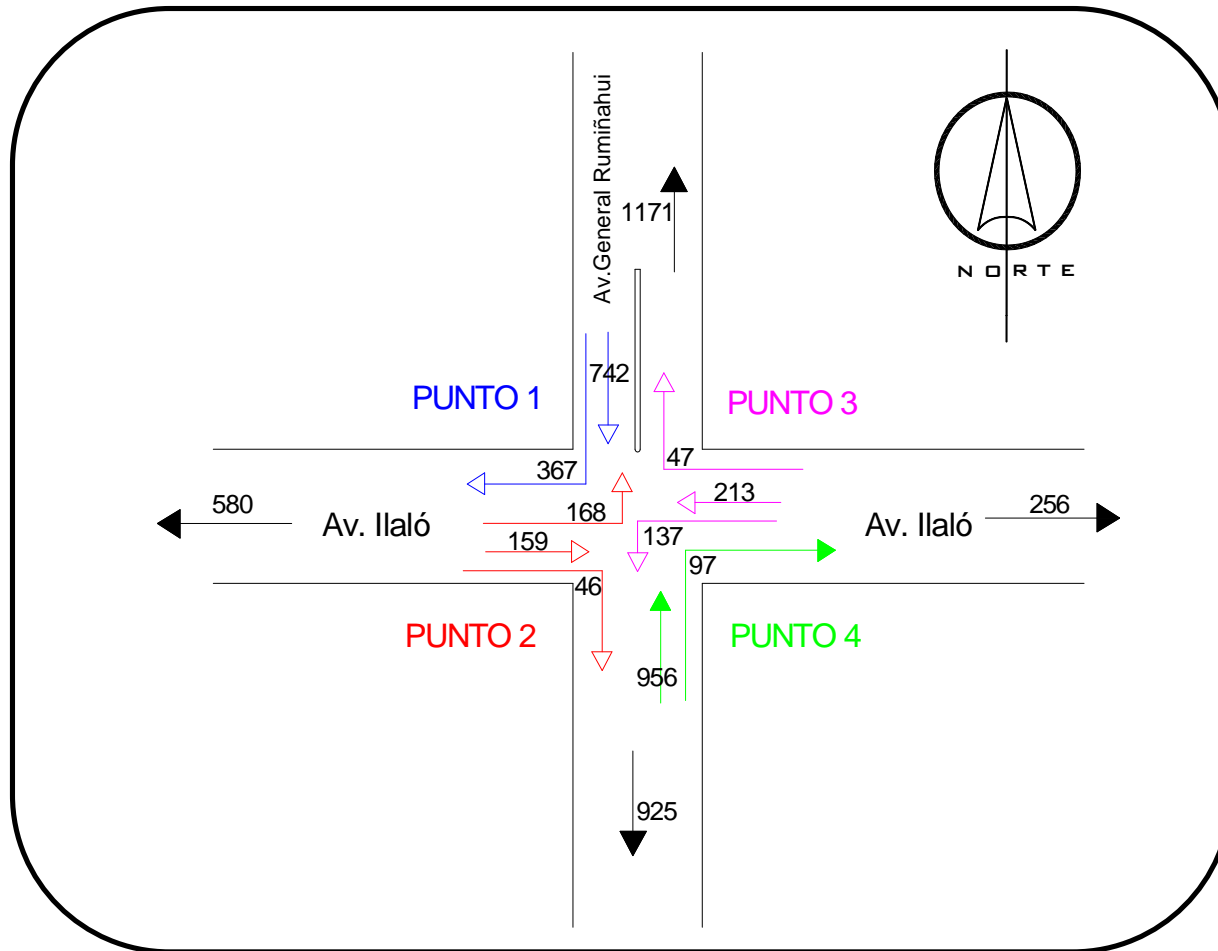 Av.General Rumiñahui
1171
NORTE
742
PUNTO 1
PUNTO 3
367
47
580
Av. Ilaló
168
213
Av. Ilaló
256
159
137
97
46
PUNTO 2
PUNTO 4
956
925